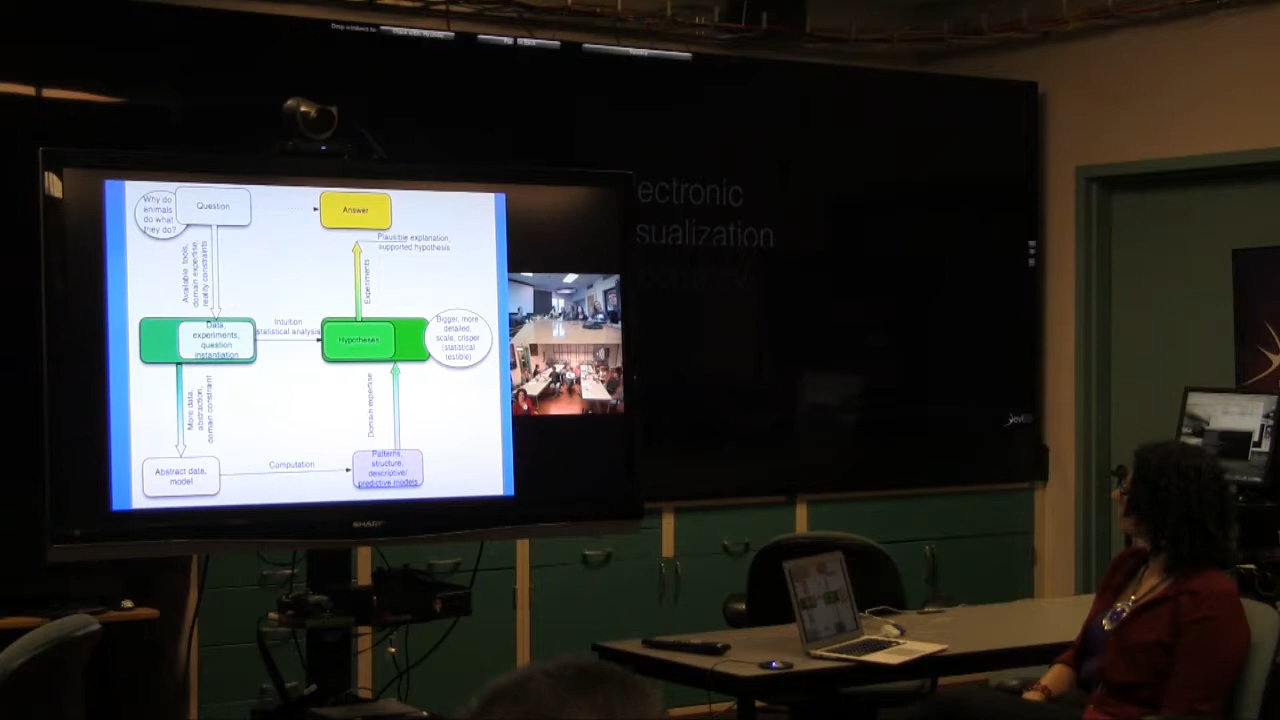 Why do
animals
do what
they do?
Question
Answer
Available tools,
domain expertise,
reality constraints
Plausible explanation,
supported hypothesis
Experiments
Data,
experiments,
question
instantiation
Intuition
statistical analysis
Hypotheses
Bigger, more
detailed,
scale, crisper
(statistical
testible)
More data,
abstraction,
domain constraint
Domain expertise
Abstract data,
model
Computation
Patterns,
structure,
descriptive/
predictive models
SHARP
ectronic
sualization